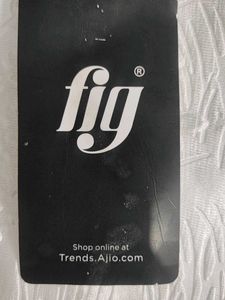 fig®
Shop online at
Trends.Ajio.com